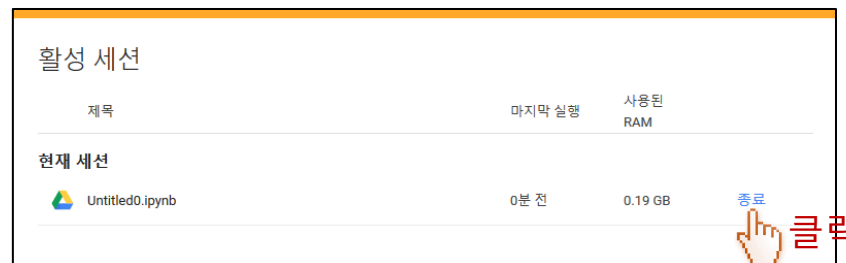 활성 세션
제목 마지막 실행 사용된 RAM
현재 세션
Untitled0.ipynb 0분 전 0.19 GB 종료